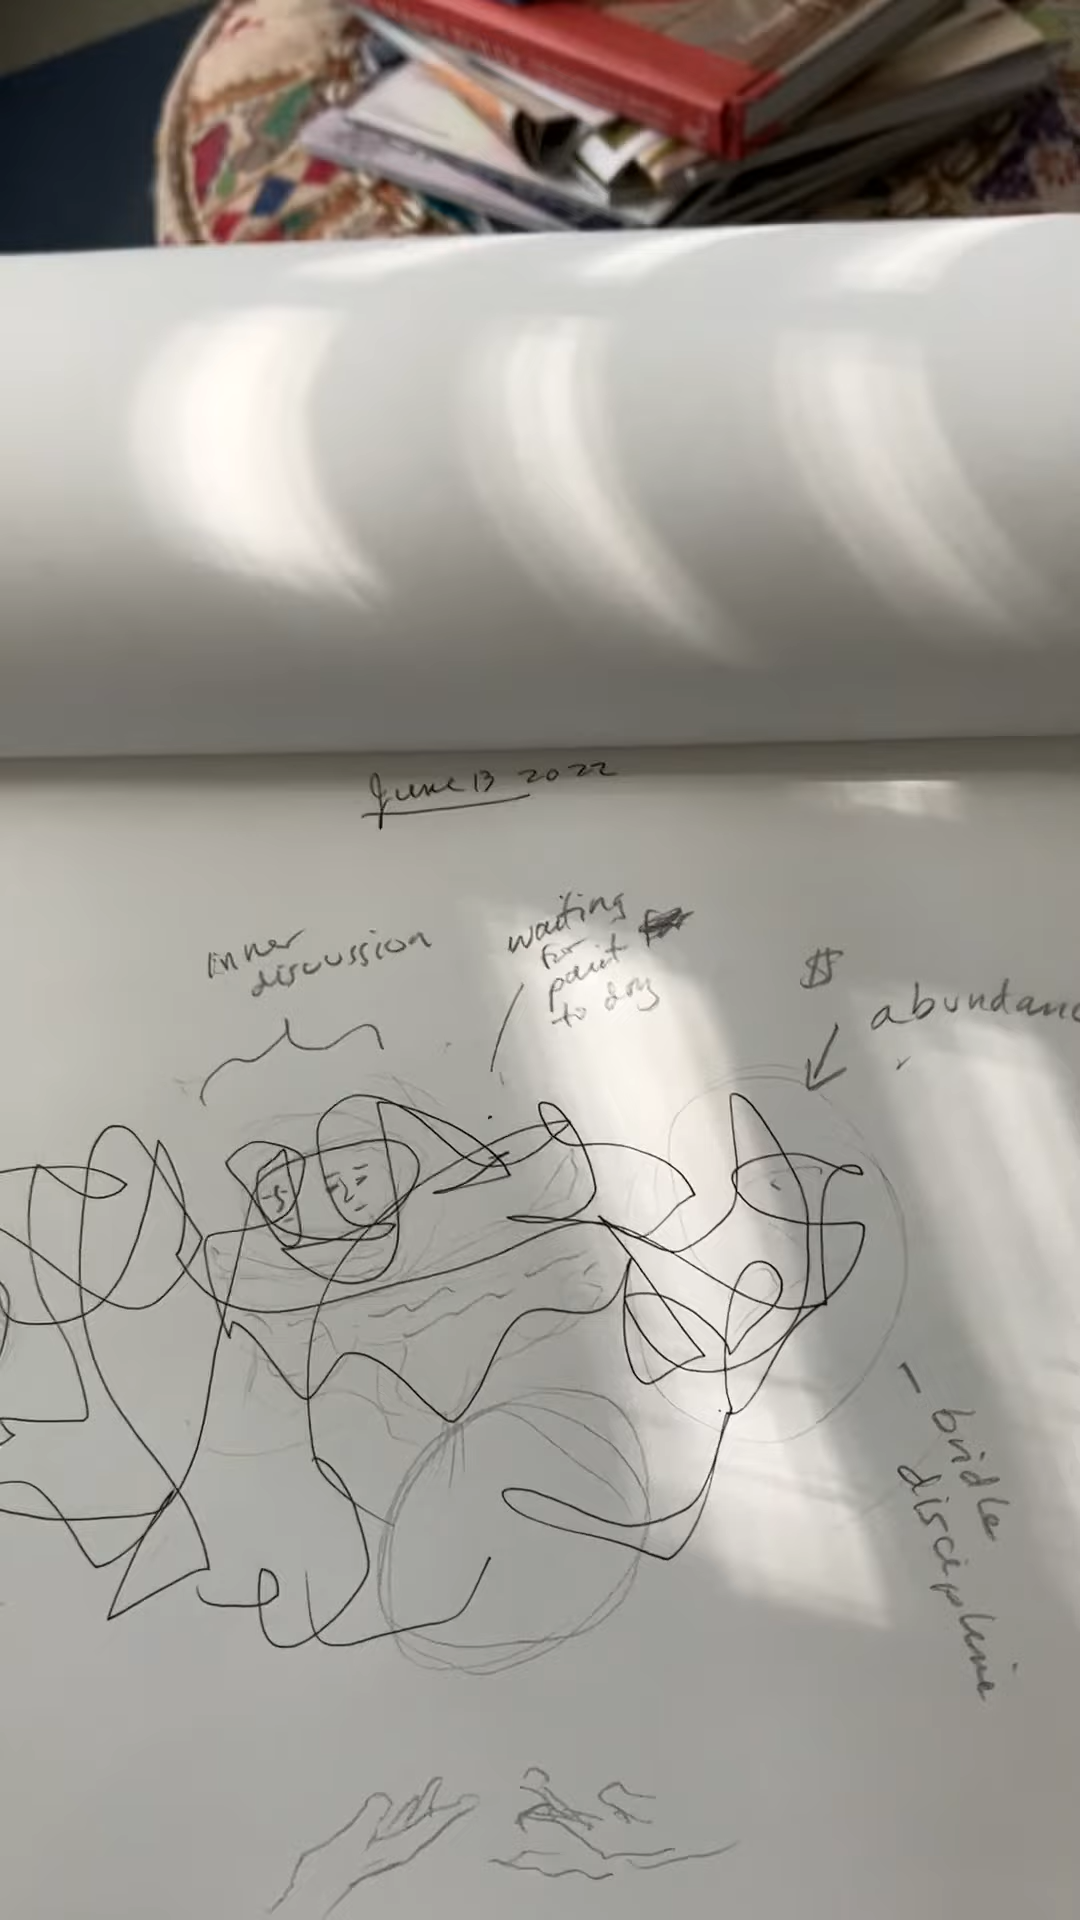 June 13 2022
inner
discussion
waiting
for
paint
to dry
$
abundanc
- bridle
discipline